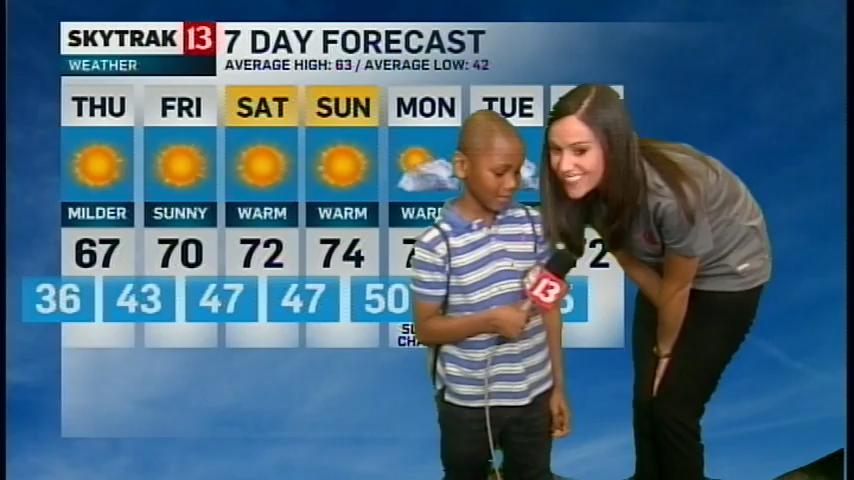 SKYTRAK 13
WEATHER
7 DAY FORECAST
AVERAGE HIGH: 63 / AVERAGE LOW: 42
THU FRI SAT SUN MON TUE
MILDER SUNNY WARM WARM
67 70 72 74 72
36 43 47 47 50
13